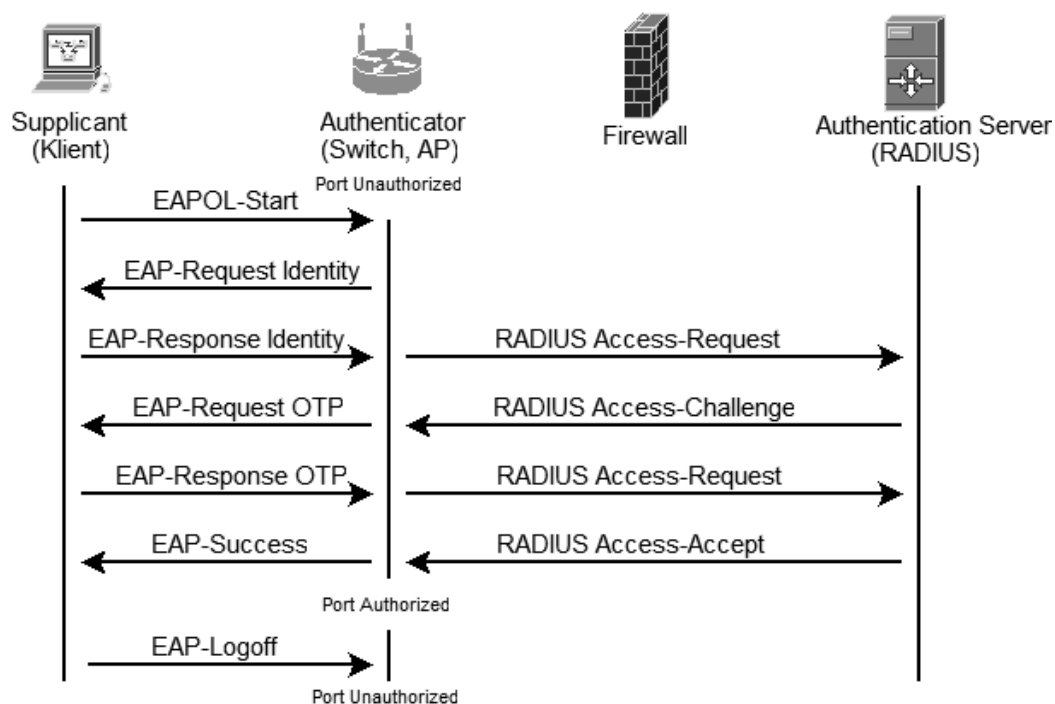 Supplicant
(Klient)
Authenticator
(Switch, AP)
Firewall
Authentication Server
(RADIUS)
Port Unauthorized
EAPOL-Start
EAP-Request Identity
EAP-Response Identity
RADIUS Access-Request
EAP-Request OTP
RADIUS Access-Challenge
EAP-Response OTP
RADIUS Access-Request
EAP-Success
RADIUS Access-Accept
Port Authorized
EAP-Logoff
Port Unauthorized